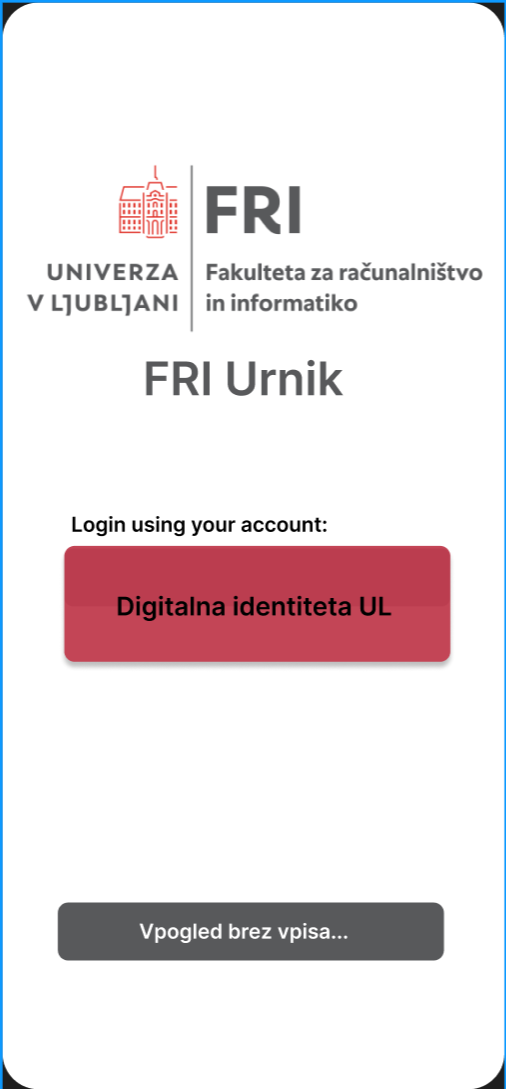 FRI
UNIVERZA
V LJUBLJANI
Fakulteta za računalništvo
in informatiko
FRI Urnik
Login using your account:
Digitalna identiteta UL
Vpogled brez vpisa...